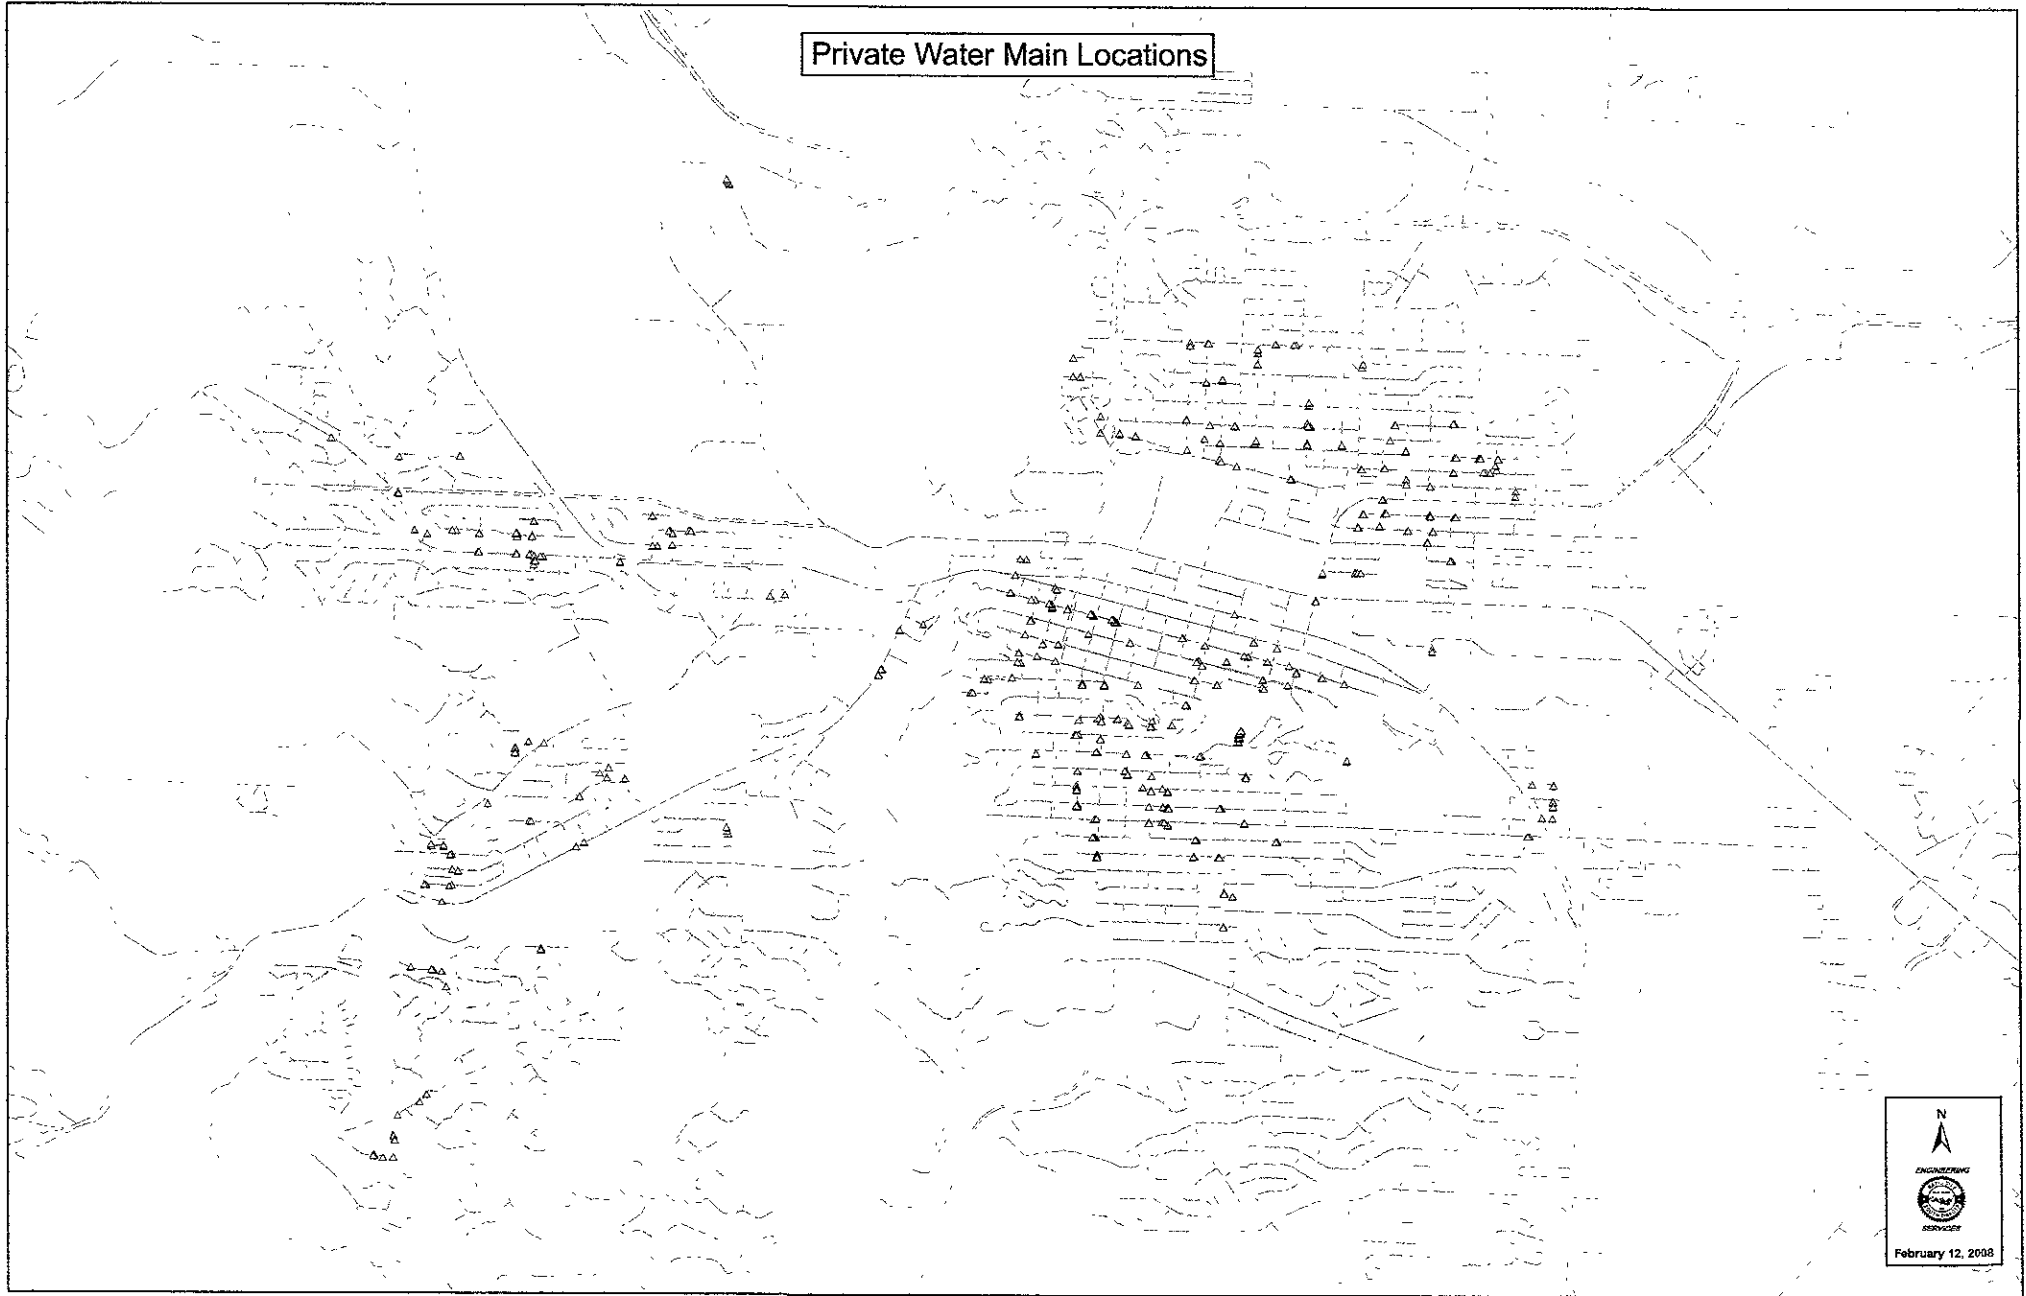 Private Water Main Locations
N
ENGINEERING
SERVICES
February 12, 2008